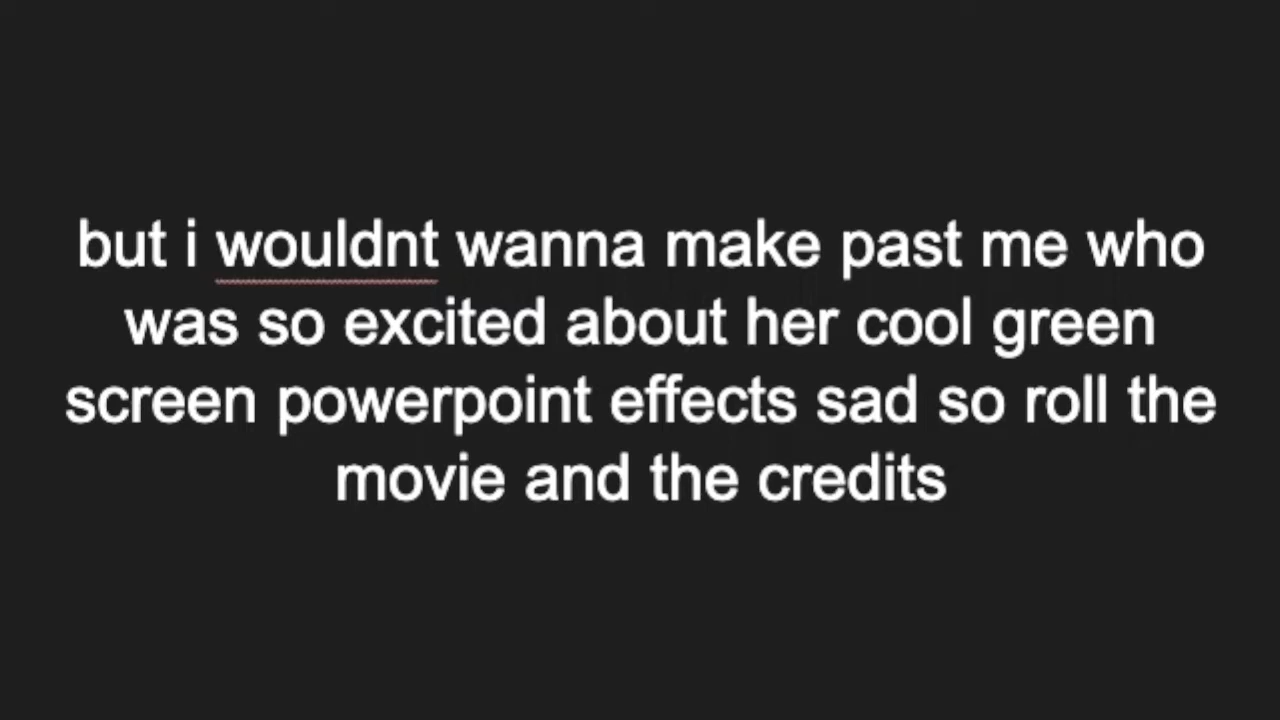 but i wouldnt wanna make past me who
was so excited about her cool green
screen powerpoint effects sad so roll the
movie and the credits